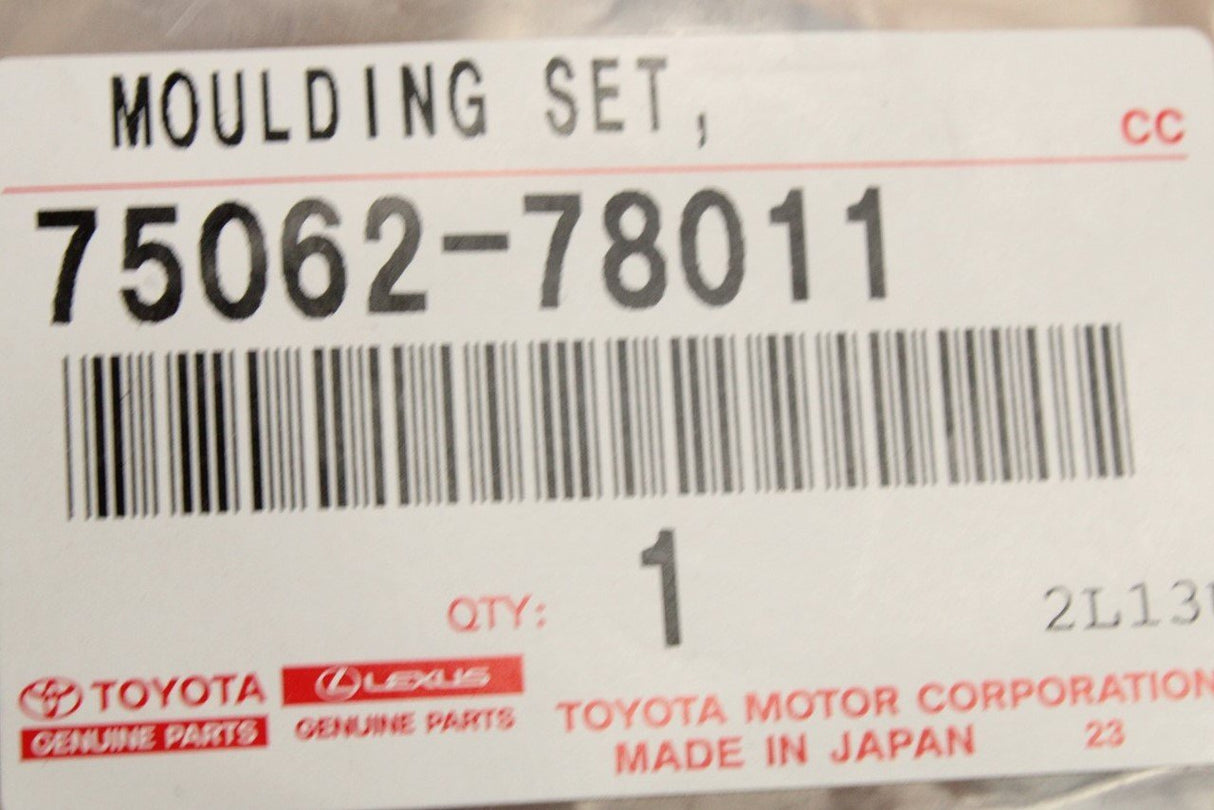 MOULDING SET,
CC
75062-78011
QTY: 1
2L13
TOYOTA
GENUINE PARTS
LEXUS
GENUINE PARTS
TOYOTA MOTOR CORPORATION
MADE IN JAPAN 23